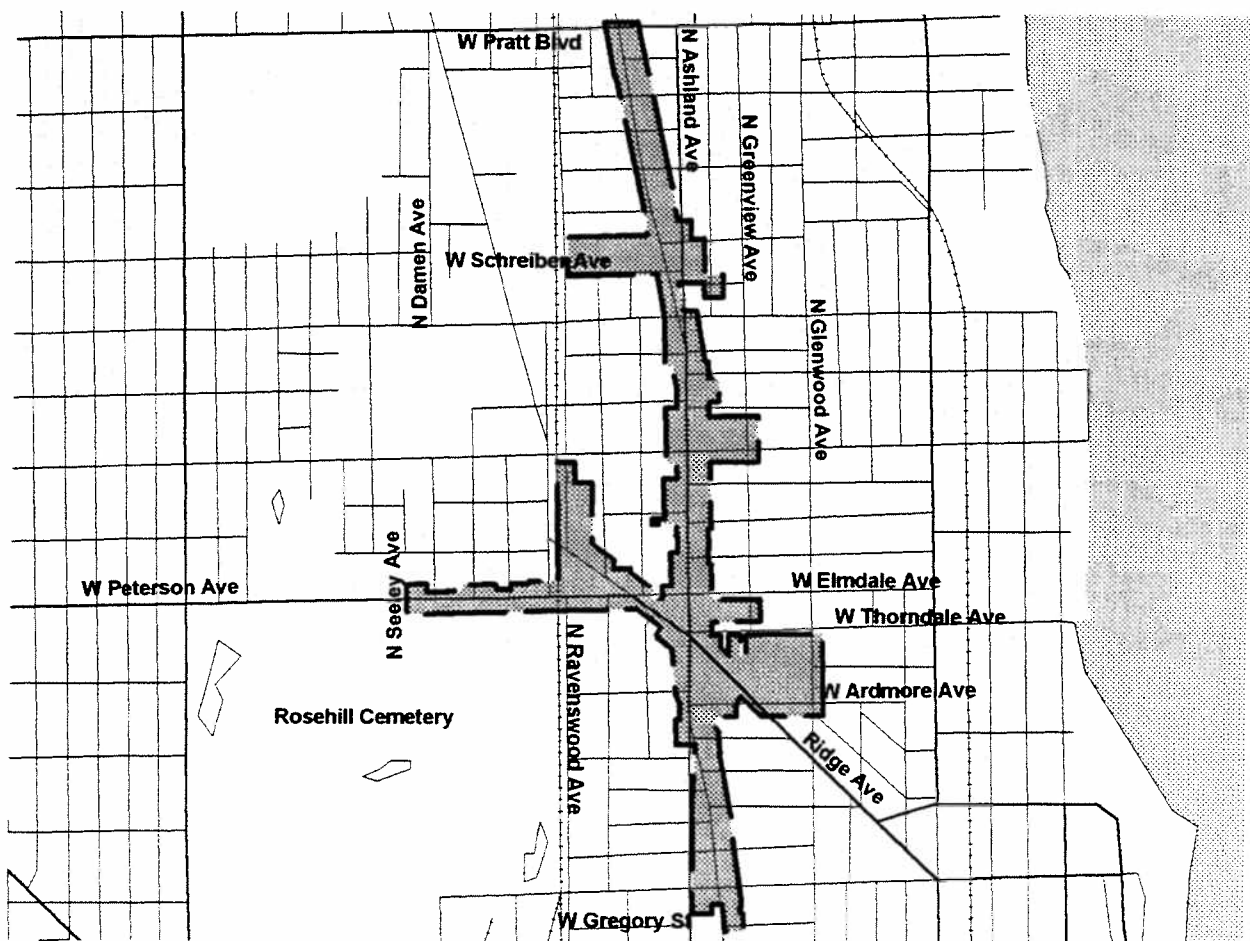 W Pratt Blvd
N Ashland Ave
N Greenview Ave
N Damen Ave
W Schreiber Ave
N Glenwood Ave
W Peterson Ave
N Seeley Ave
W Elmdale Ave
W Thorndale Ave
N Ravenswood Ave
W Ardmore Ave
Rosehill Cemetery
Ridge Ave
W Gregory S